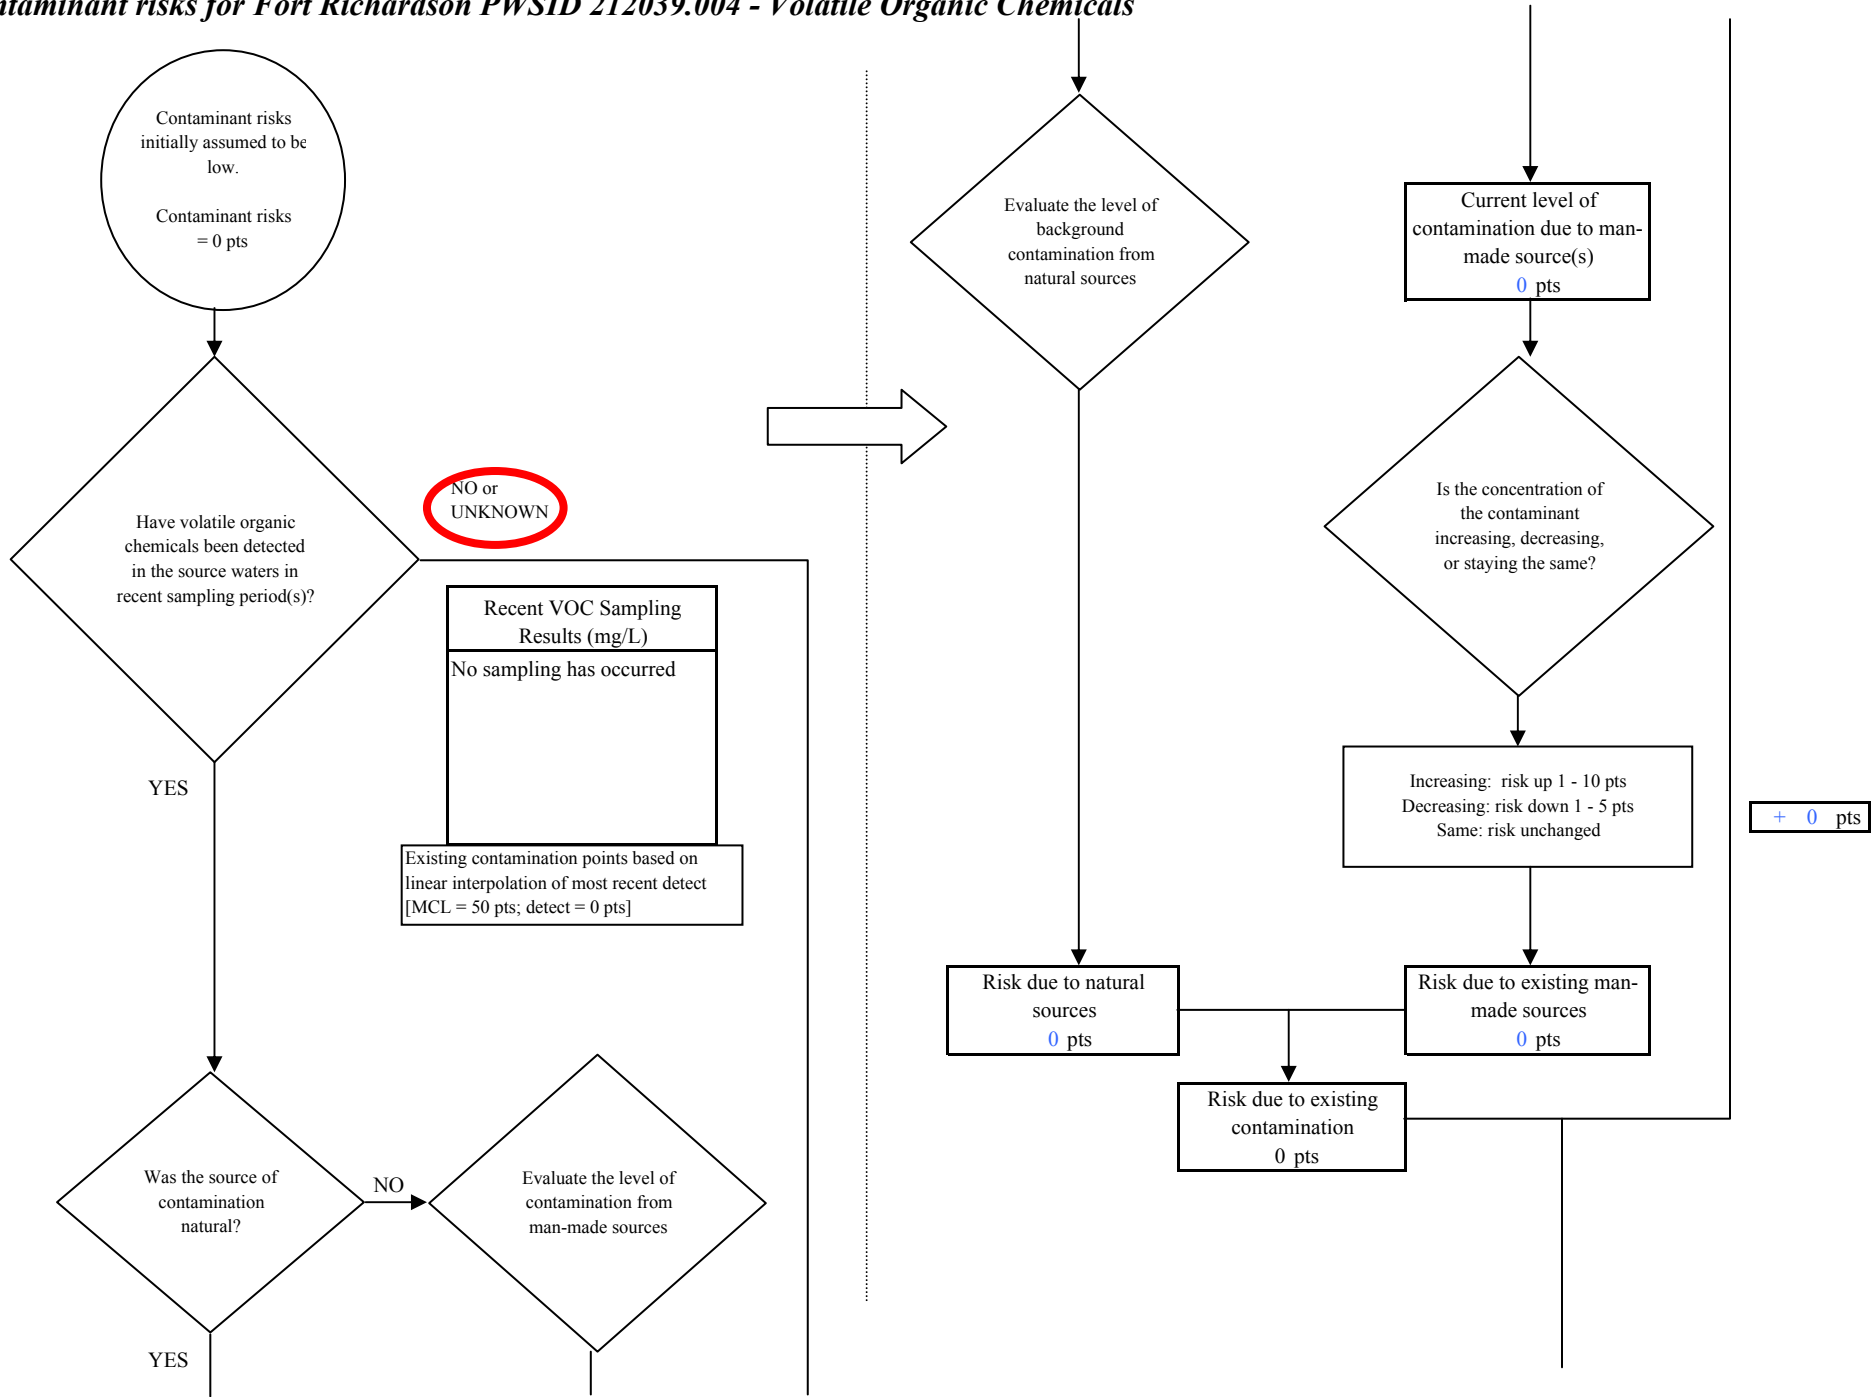 ntaminant risks for Fort Richardson PWSID 212039.004 - Volatile Organic Chemicals
Contaminant risks
initially assumed to be
low.
Contaminant risks
= 0 pts
Have volatile organic
chemicals been detected
in the source waters in
recent sampling period(s)?
NO or
UNKNOWN
Recent VOC Sampling
Results (mg/L)
No sampling has occurred
YES
Existing contamination points based on
linear interpolation of most recent detect
[MCL = 50 pts; detect = 0 pts]
Was the source of
contamination
natural?
NO
Evaluate the level of
contamination from
man-made sources
YES
Evaluate the level of
background
contamination from
natural sources
Current level of
contamination due to man-
made source(s)
0 pts
Is the concentration of
the contaminant
increasing, decreasing,
or staying the same?
Increasing: risk up 1 - 10 pts
Decreasing: risk down 1 - 5 pts
Same: risk unchanged
+ 0 pts
Risk due to natural
sources
0 pts
Risk due to existing man-
made sources
0 pts
Risk due to existing
contamination
0 pts